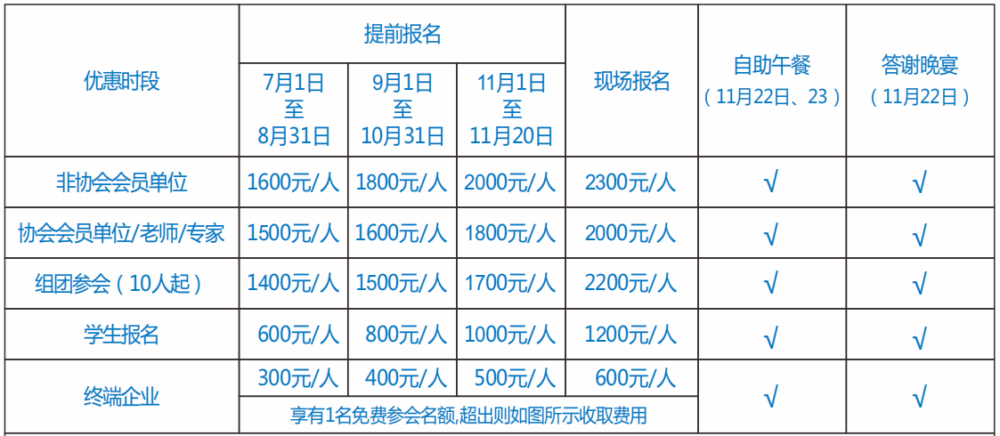 优惠时段
提前报名
7月1日
至
8月31日
9月1日
至
10月31日
11月1日
至
11月20日
现场报名
自助午餐
（11月22日、23）
答谢晚宴
（11月22日）
非协会会员单位
1600元/人
1800元/人
2000元/人
2300元/人
√
√
协会会员单位/老师/专家
1500元/人
1600元/人
1800元/人
2000元/人
√
√
组团参会（10人起）
1400元/人
1500元/人
1700元/人
2200元/人
√
√
学生报名
600元/人
800元/人
1000元/人
1200元/人
√
√
终端企业
300元/人
400元/人
500元/人
600元/人
享有1名免费参会名额,超出则如图所示收取费用
√
√